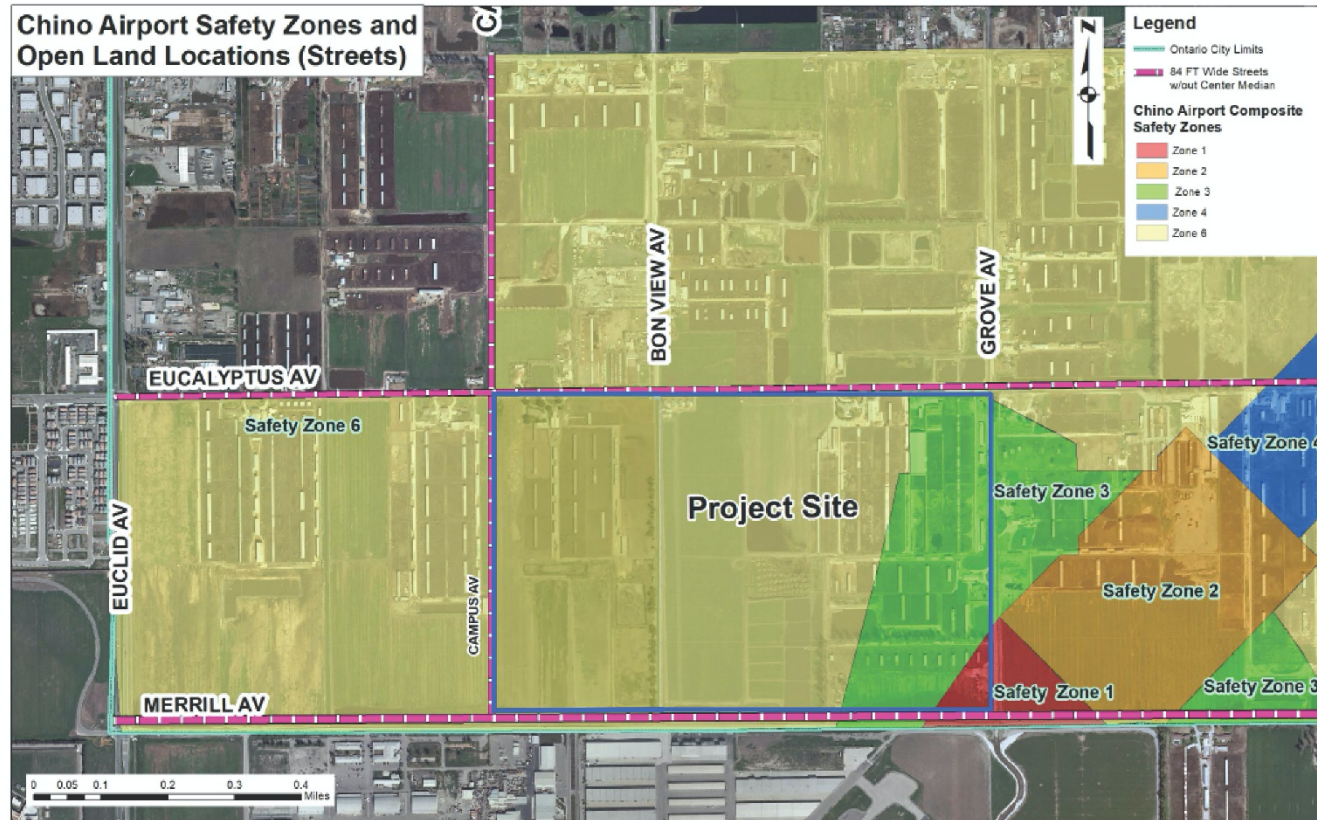 Chino Airport Safety Zones and
Open Land Locations (Streets)
Legend
Ontario City Limits
84 FT Wide Streets
w/out Center Median
Chino Airport Composite
Safety Zones
Zone 1
Zone 2
Zone 3
Zone 4
Zone 6
N
BON VIEW AV
GROVE AV
EUCALYPTUS AV
Safety Zone 6
Safety Zone 4
Safety Zone 3
Project Site
EUCLID AV
CAMPUS AV
Safety Zone 2
Safety Zone 1
Safety Zone 3
MERRILL AV
0 0.05 0.1 0.2 0.3 0.4
Miles